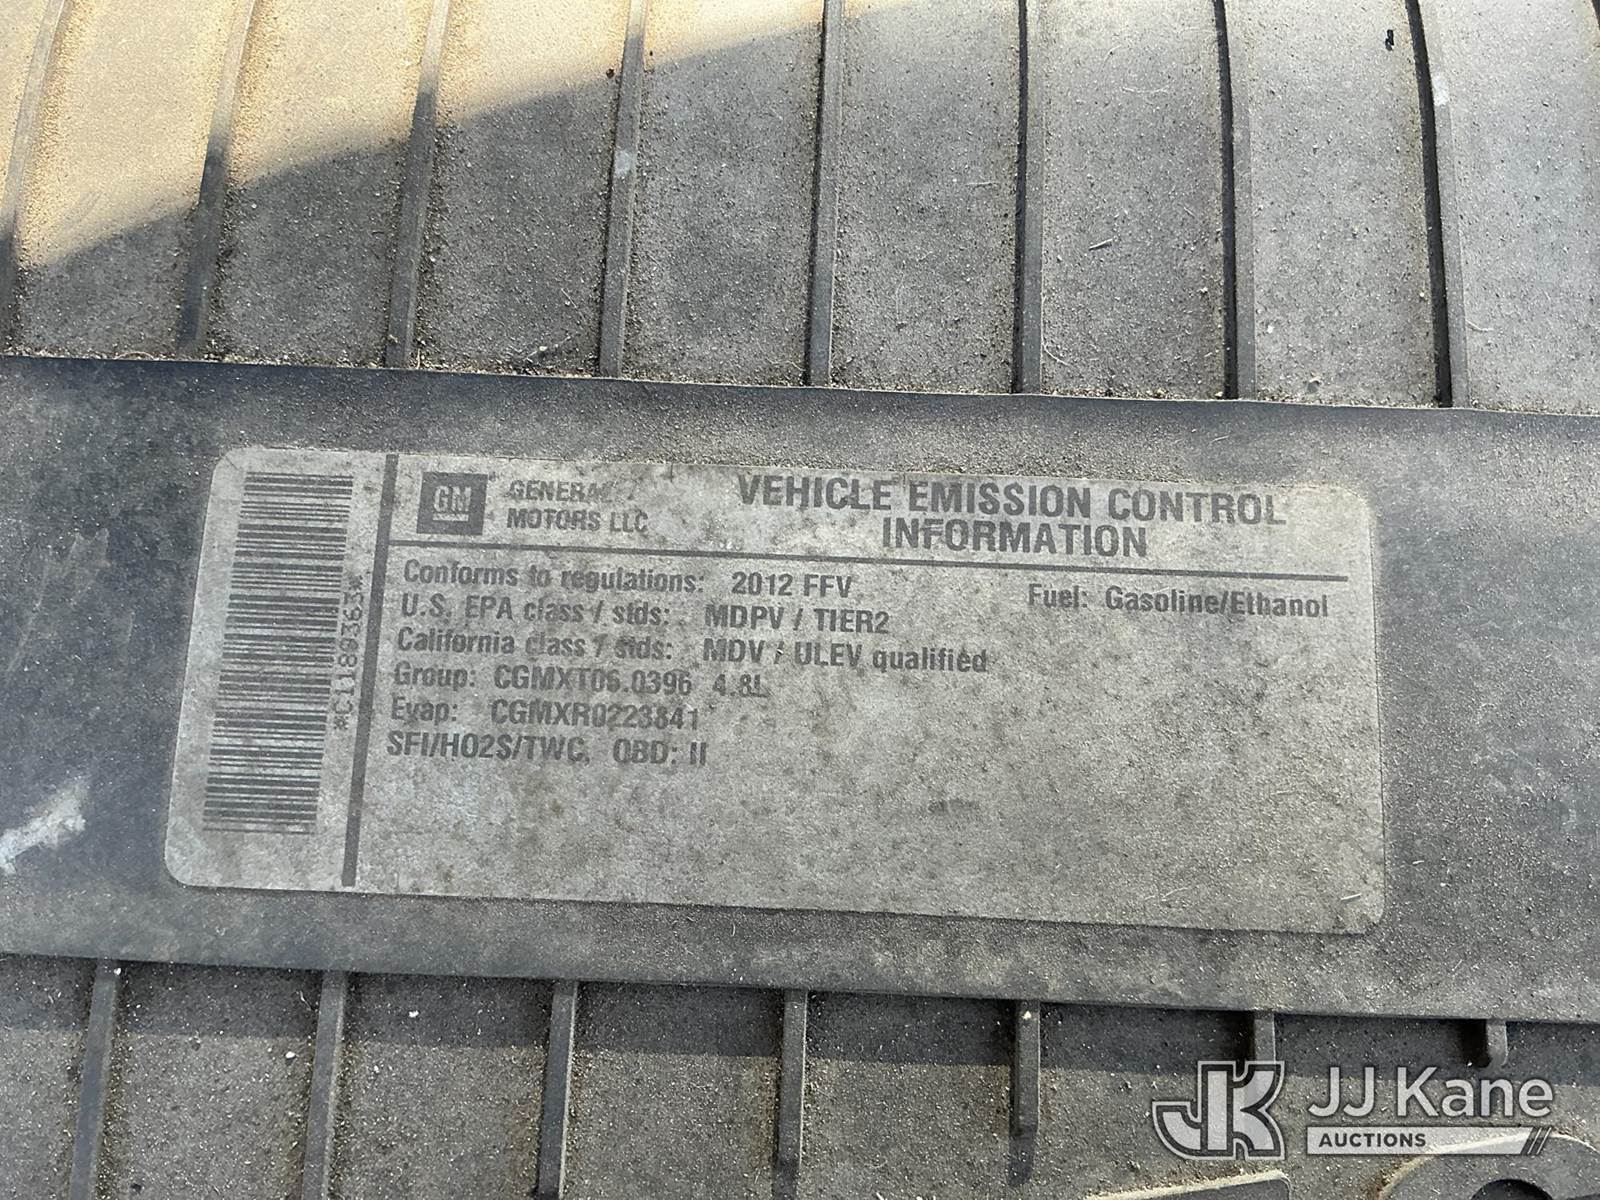 *C1189363*
GM
GENERAL
MOTORS LLC
VEHICLE EMISSION CONTROL
INFORMATION
Conforms to regulations: 2012 FFV
Fuel: Gasoline/Ethanol
U.S. EPA class / stds: MDPV / TIER2
California class / stds: MDV / ULEV qualified
Group: CGMXT06.0396 4.8L
Evap: CGMXR0223841
SFI/HO2S/TWC, OBD: II
JK
JJ Kane
AUCTIONS